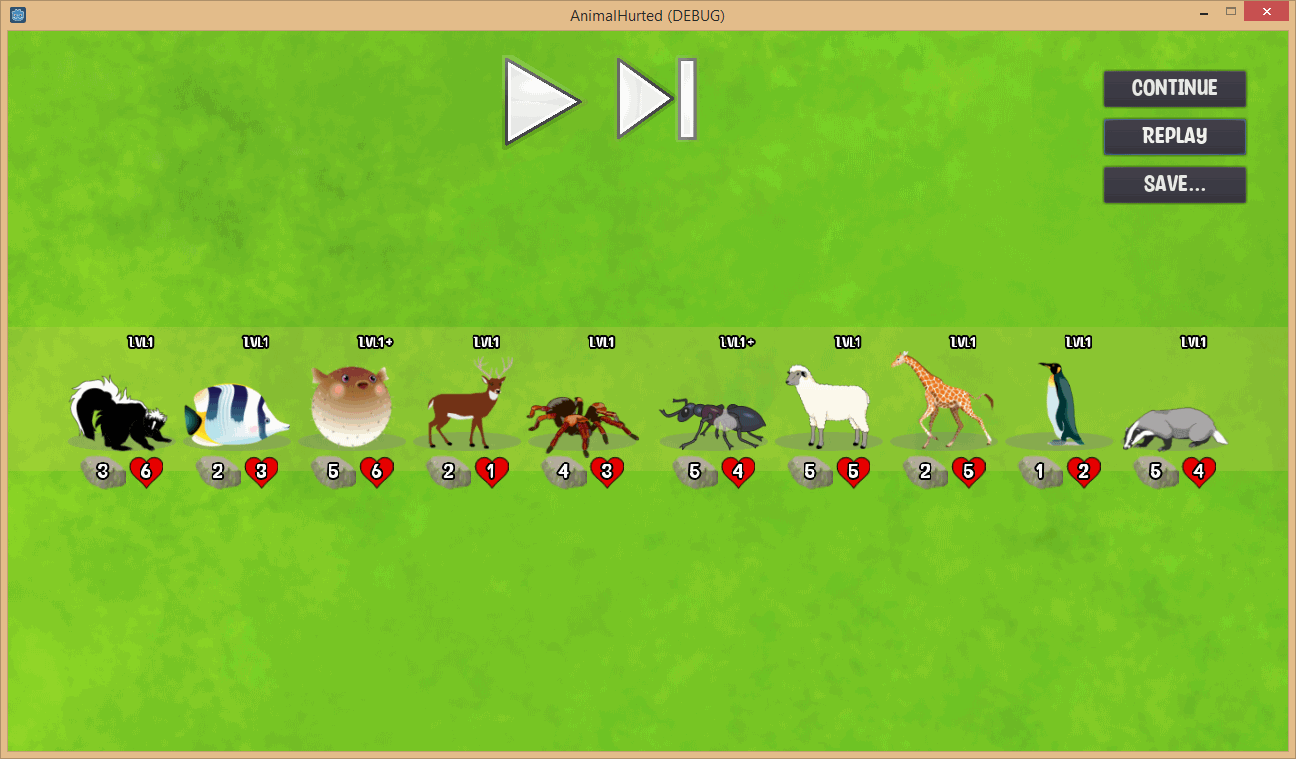 AnimalHurted (DEBUG)
CONTINUE
REPLAY
SAVE...
LVL1 LVL1 LVL1+ LVL1 LVL1 LVL1+ LVL1 LVL1 LVL1 LVL1
3 6 2 3 5 6 2 1 4 3 5 4 5 5 2 5 1 2 5 4